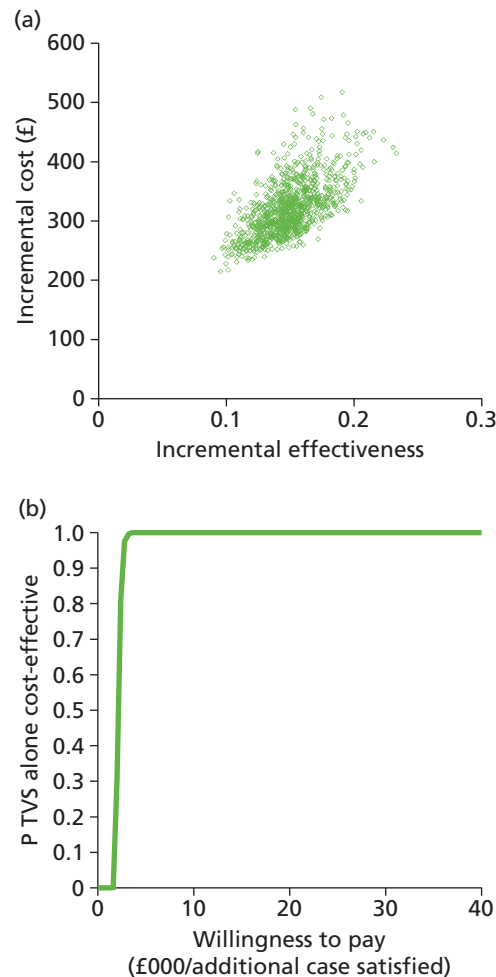 (a)
600
500
400
300
200
100
0
Incremental cost (£)
0 0.1 0.2 0.3
Incremental effectiveness
(b)
1.0
0.9
0.8
0.7
0.6
0.5
0.4
0.3
0.2
0.1
0
P TVS alone cost-effective
0 10 20 30 40
Willingness to pay
(£000/additional case satisfied)